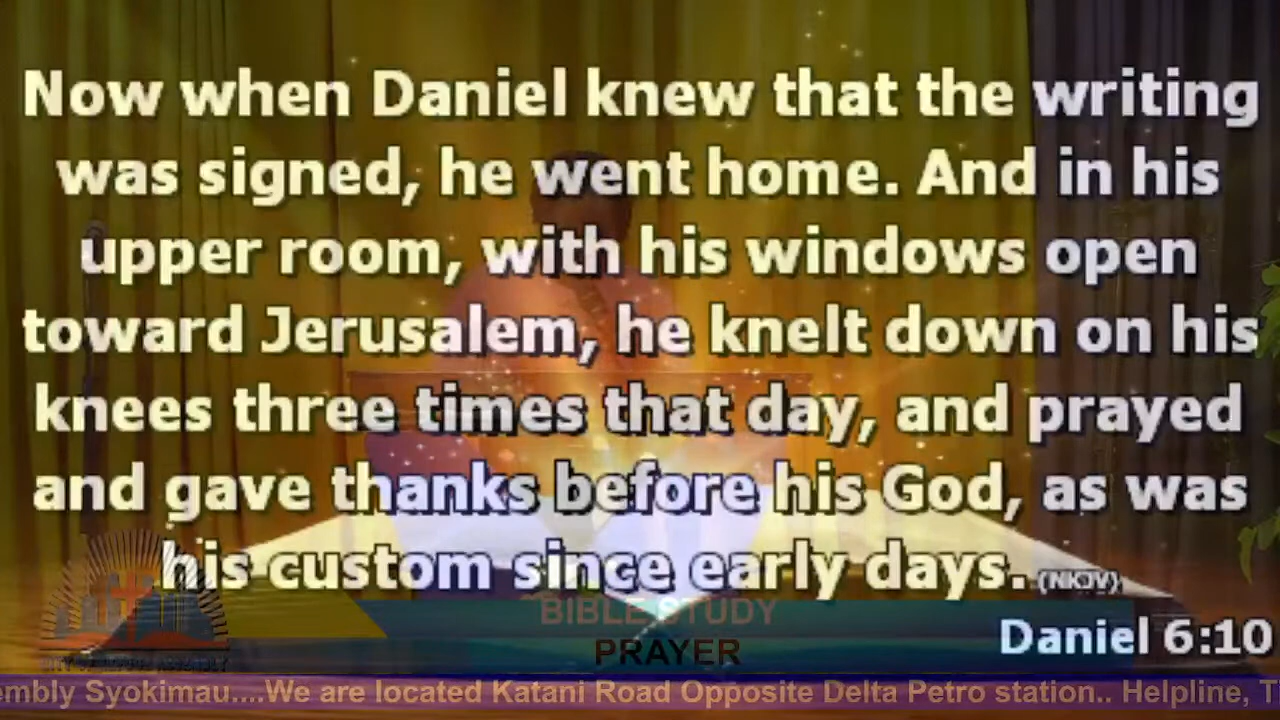 Now when Daniel knew that the writing
was signed, he went home. And in his
upper room, with his windows open
toward Jerusalem, he knelt down on his
knees three times that day, and prayed
and gave thanks before his God, as was
his custom since early days. (NKJV)
Daniel 6:10
BIBLE STUDY
PRAYER
embly Syokimau....We are located Katani Road Opposite Delta Petro station.. Helpline, T